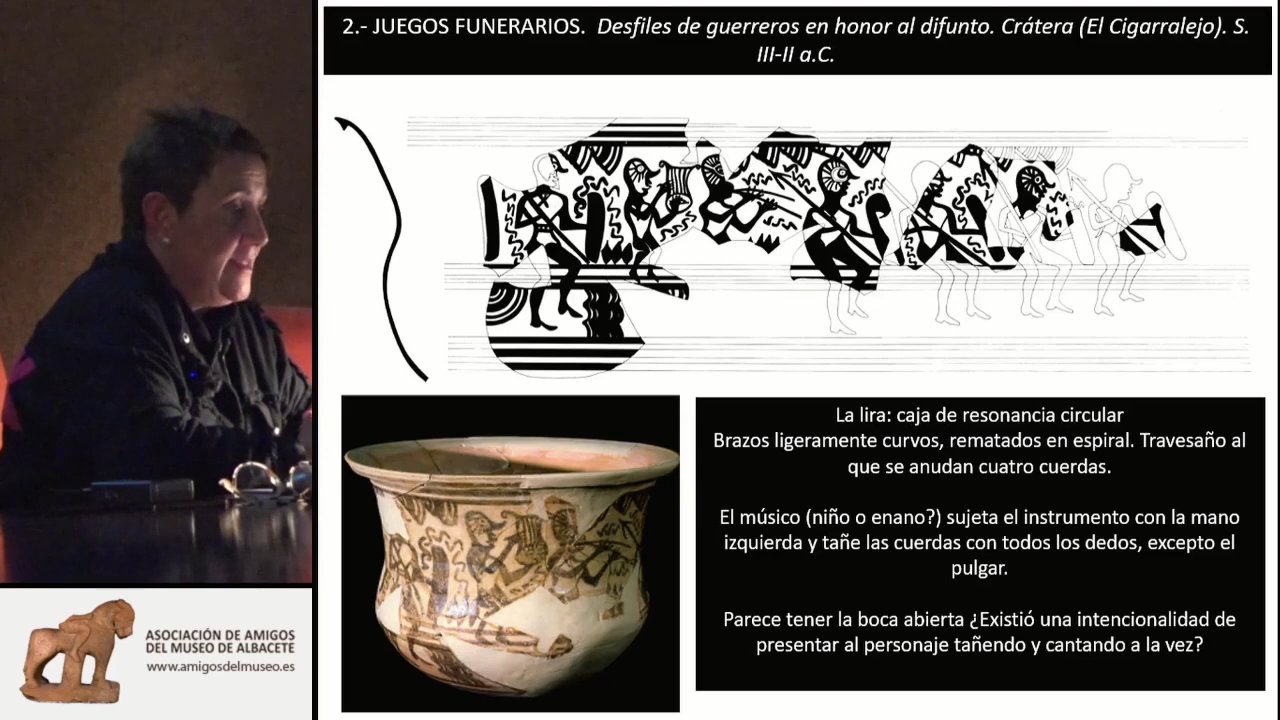 2.- JUEGOS FUNERARIOS. Desfiles de guerreros en honor al difunto. Crátera (El Cigarralejo). S.
III-II a.C.
La lira: caja de resonancia circular
Brazos ligeramente curvos, rematados en espiral. Travesaño al
que se anudan cuatro cuerdas.
El músico (niño o enano?) sujeta el instrumento con la mano
izquierda y tañe las cuerdas con todos los dedos, excepto el
pulgar.
Parece tener la boca abierta ¿Existió una intencionalidad de
presentar al personaje tañendo y cantando a la vez?
ASOCIACIÓN DE AMIGOS
DEL MUSEO DE ALBACETE
www.amigosdelmuseo.es